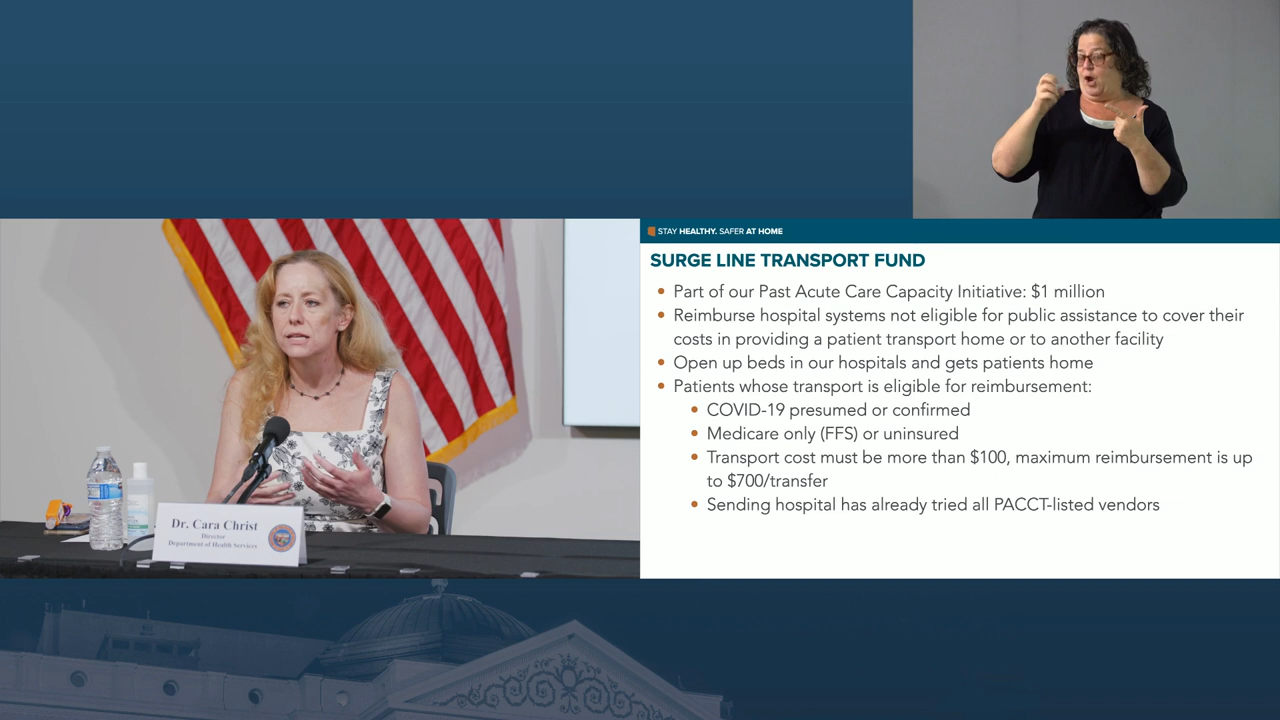 STAY HEALTHY. SAFER AT HOME
SURGE LINE TRANSPORT FUND
• Part of our Past Acute Care Capacity Initiative: $1 million
• Reimburse hospital systems not eligible for public assistance to cover their
costs in providing a patient transport home or to another facility
• Open up beds in our hospitals and gets patients home
• Patients whose transport is eligible for reimbursement:
• COVID-19 presumed or confirmed
• Medicare only (FFS) or uninsured
• Transport cost must be more than $100, maximum reimbursement is up
to $700/transfer
• Sending hospital has already tried all PACCT-listed vendors
Dr. Cara Christ
Director
Department of Health Services